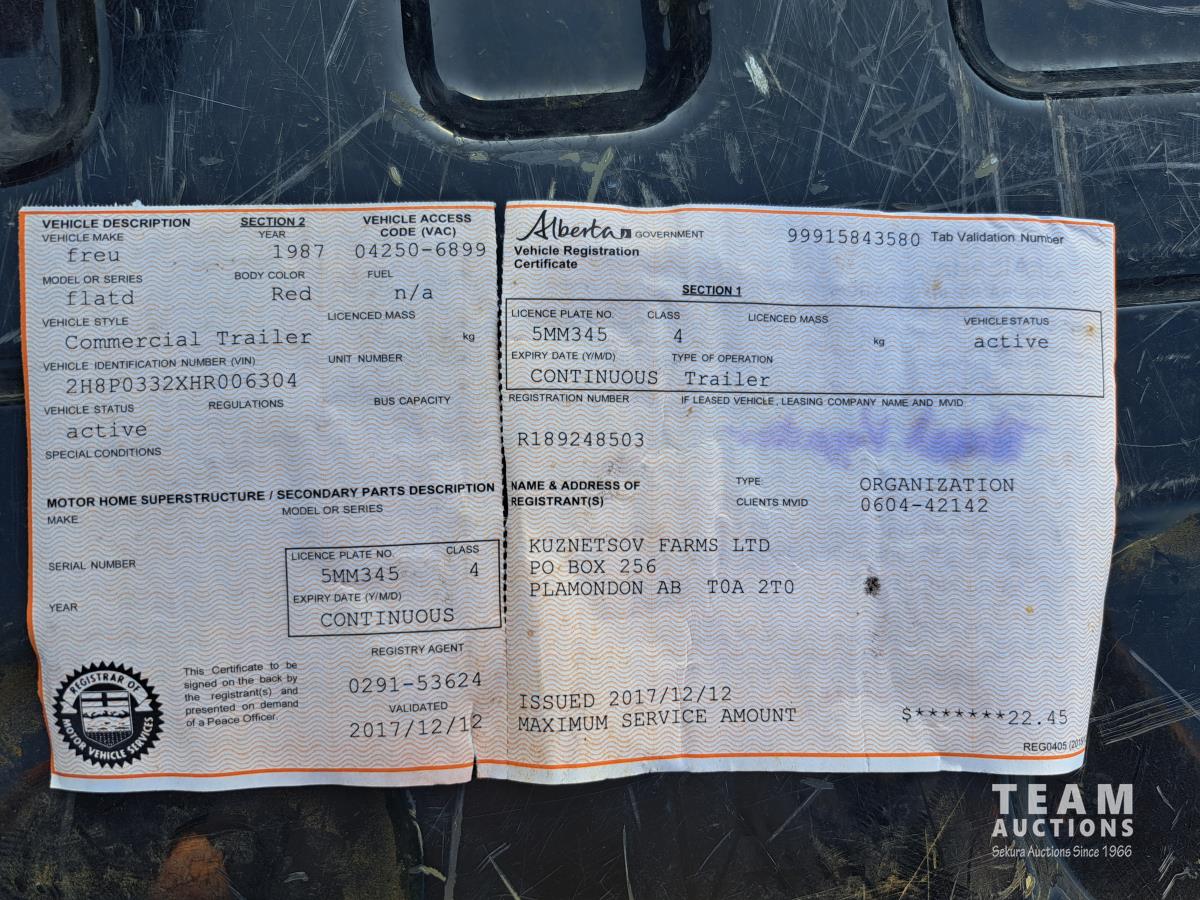 VEHICLE DESCRIPTION SECTION 2 VEHICLE ACCESS CODE (VAC)
VEHICLE MAKE YEAR
freu 1987 04250-6899
MODEL OR SERIES BODY COLOR FUEL
flatd Red n/a
VEHICLE STYLE LICENCED MASS
Commercial Trailer kg
VEHICLE IDENTIFICATION NUMBER (VIN) UNIT NUMBER
2H8P0332XHR006304
VEHICLE STATUS REGULATIONS BUS CAPACITY
active
SPECIAL CONDITIONS
MOTOR HOME SUPERSTRUCTURE / SECONDARY PARTS DESCRIPTION
MAKE MODEL OR SERIES
SERIAL NUMBER
YEAR
LICENCE PLATE NO. CLASS
5MM345 4
EXPIRY DATE (Y/M/D)
CONTINUOUS
REGISTRY AGENT
0291-53624
VALIDATED
2017/12/12
This Certificate to be
signed on the back by
the registrant(s) and
presented on demand
of a Peace Officer.
REGISTRAR OF
MOTOR VEHICLE SERVICES
Alberta GOVERNMENT 99915843580 Tab Validation Number
Vehicle Registration
Certificate
SECTION 1
LICENCE PLATE NO. CLASS LICENCED MASS VEHICLE STATUS
5MM345 4 kg active
EXPIRY DATE (Y/M/D) TYPE OF OPERATION
CONTINUOUS Trailer
REGISTRATION NUMBER IF LEASED VEHICLE, LEASING COMPANY NAME AND MVID
R189248503
NAME & ADDRESS OF TYPE ORGANIZATION
REGISTRANT(S) CLIENTS MVID 0604-42142
KUZNETSOV FARMS LTD
PO BOX 256
PLAMONDON AB T0A 2T0
ISSUED 2017/12/12
MAXIMUM SERVICE AMOUNT $*******22.45
REG0405
TEAM
AUCTIONS
Sekura Auctions Since 1966